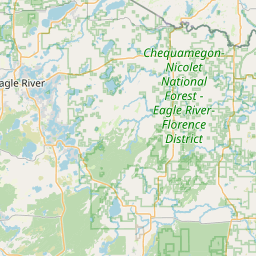 Chequamegon-
Nicolet
National
Forest -
Eagle River-
Florence
District
agle River